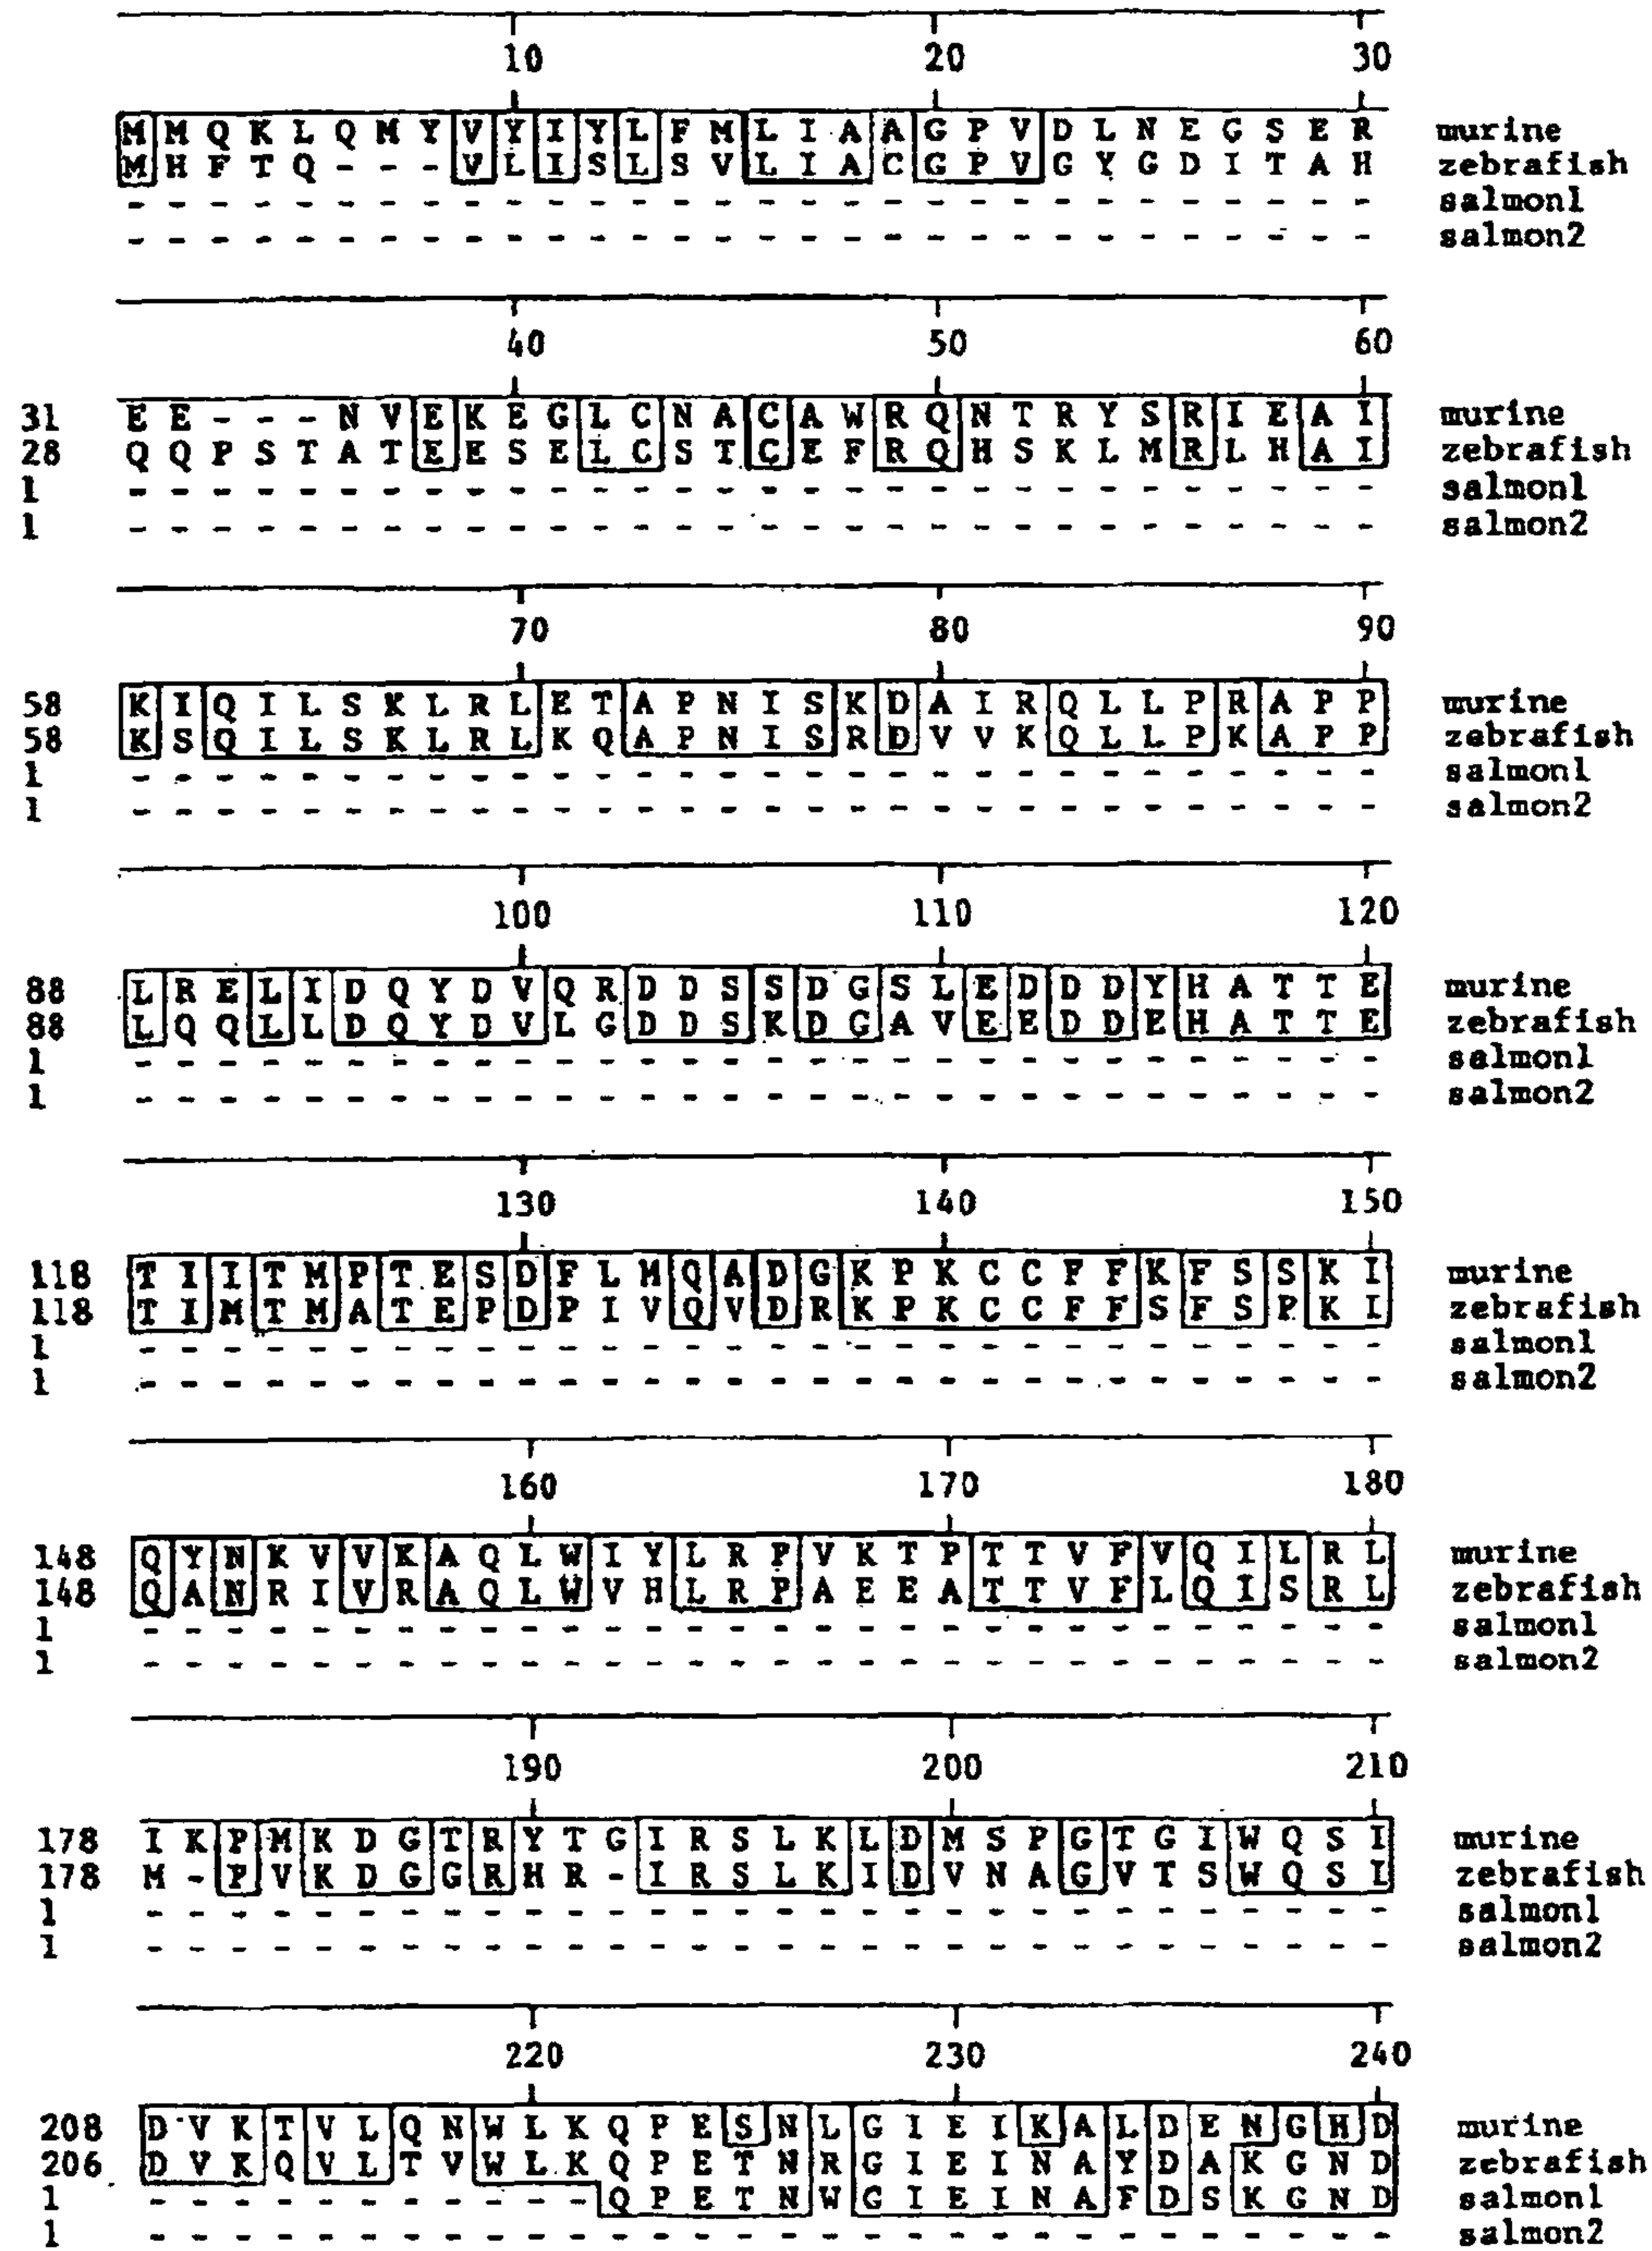 10 20 30
M M Q K L Q M Y V Y I Y L F M L I A A G P V D L N E G S E R murine
M H F T Q - - - V L I S L S V L I A C G P V G Y G D I T A H zebrafish
- - - - - - - - - - - - - - - - - - - - - - - - - - - - - - salmon1
- - - - - - - - - - - - - - - - - - - - - - - - - - - - - - salmon2
40 50 60
31 E E - - - N V E K E G L C N A C A W R Q N T R Y S R I E A I murine
28 Q Q P S T A T E E S E L C S T C E F R Q H S K L M R L H A I zebrafish
1 - - - - - - - - - - - - - - - - - - - - - - - - - - - - - - salmon1
1 - - - - - - - - - - - - - - - - - - - - - - - - - - - - - - salmon2
70 80 90
58 K I Q I L S K L R L E T A P N I S K D A I R Q L L P R A P P murine
58 K S Q I L S K L R L K Q A P N I S R D V V K Q L L P K A P P zebrafish
1 - - - - - - - - - - - - - - - - - - - - - - - - - - - - - - salmon1
1 - - - - - - - - - - - - - - - - - - - - - - - - - - - - - - salmon2
100 110 120
88 L R E L I D Q Y D V Q R D D S S D G S L E D D D Y H A T T E murine
88 L Q Q L L D Q Y D V L G D D S K D G A V E E D D E H A T T E zebrafish
1 - - - - - - - - - - - - - - - - - - - - - - - - - - - - - - salmon1
1 - - - - - - - - - - - - - - - - - - - - - - - - - - - - - - salmon2
130 140 150
118 T I I T M P T E S D F L M Q A D G K P K C C F F K F S S K I murine
118 T I M T M A T E P D P I V Q V D R K P K C C F F S F S P K I zebrafish
1 - - - - - - - - - - - - - - - - - - - - - - - - - - - - - - salmon1
1 - - - - - - - - - - - - - - - - - - - - - - - - - - - - - - salmon2
160 170 180
148 Q Y N K V V K A Q L W I Y L R P V K T P T T V F V Q I L R L murine
148 Q A N R I V R A Q L W V H L R P A E E A T T V F L Q I S R L zebrafish
1 - - - - - - - - - - - - - - - - - - - - - - - - - - - - - - salmon1
1 - - - - - - - - - - - - - - - - - - - - - - - - - - - - - - salmon2
190 200 210
178 I K P M K D G T R Y T G I R S L K L D M S P G T G I W Q S I murine
178 M - P V K D G G R H R - I R S L K I D V N A G V T S W Q S I zebrafish
1 - - - - - - - - - - - - - - - - - - - - - - - - - - - - - - salmon1
1 - - - - - - - - - - - - - - - - - - - - - - - - - - - - - - salmon2
220 230 240
208 D V K T V L Q N W L K Q P E S N L G I E I K A L D E N G H D murine
206 D V K Q V L T V W L K Q P E T N R G I E I N A Y D A K G N D zebrafish
1 - - - - - - - - - - - Q P E T N W G I E I N A F D S K G N D salmon1
1 - - - - - - - - - - - - - - - - - - - - - - - - - - - - - - salmon2